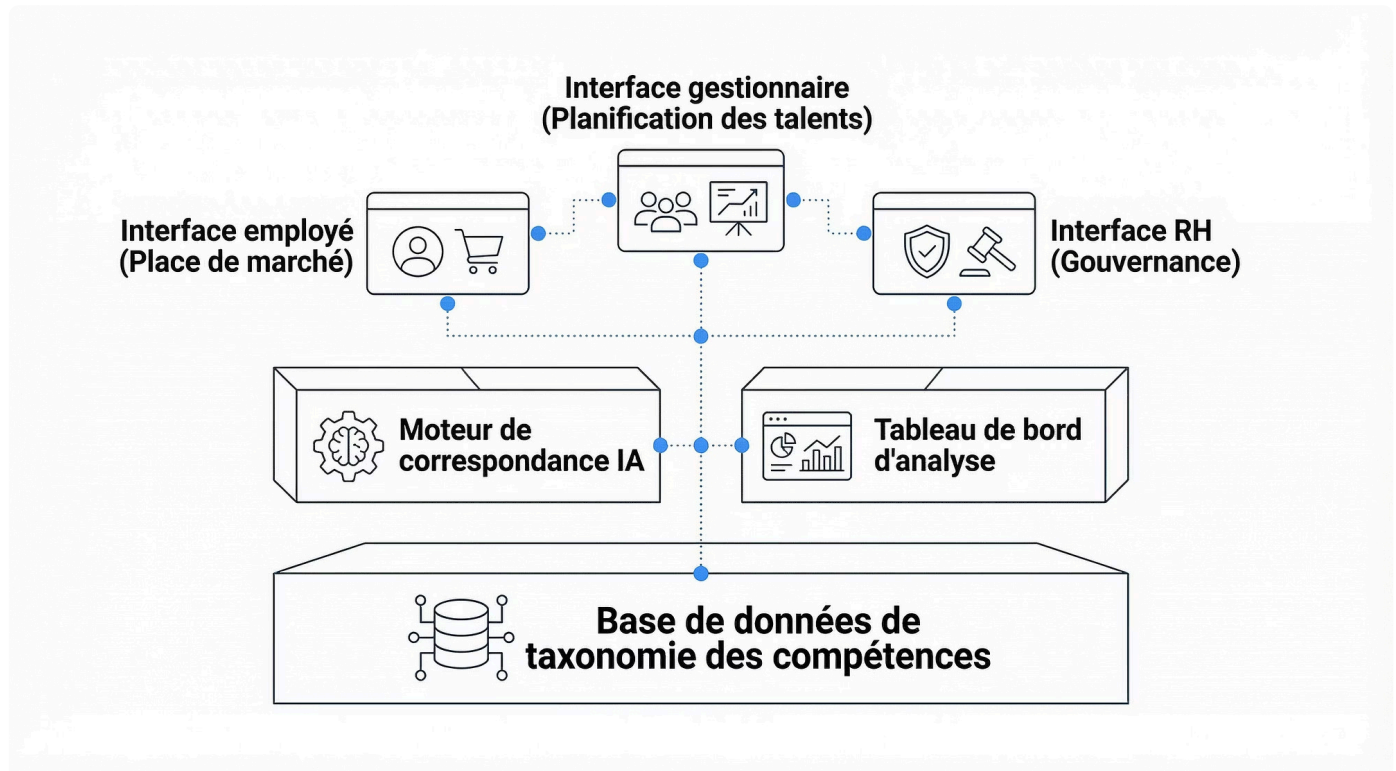 Interface gestionnaire
(Planification des talents)
Interface employé
(Place de marché)
Interface RH
(Gouvernance)
Moteur de
correspondance IA
Tableau de bord
d'analyse
Base de données de
taxonomie des compétences